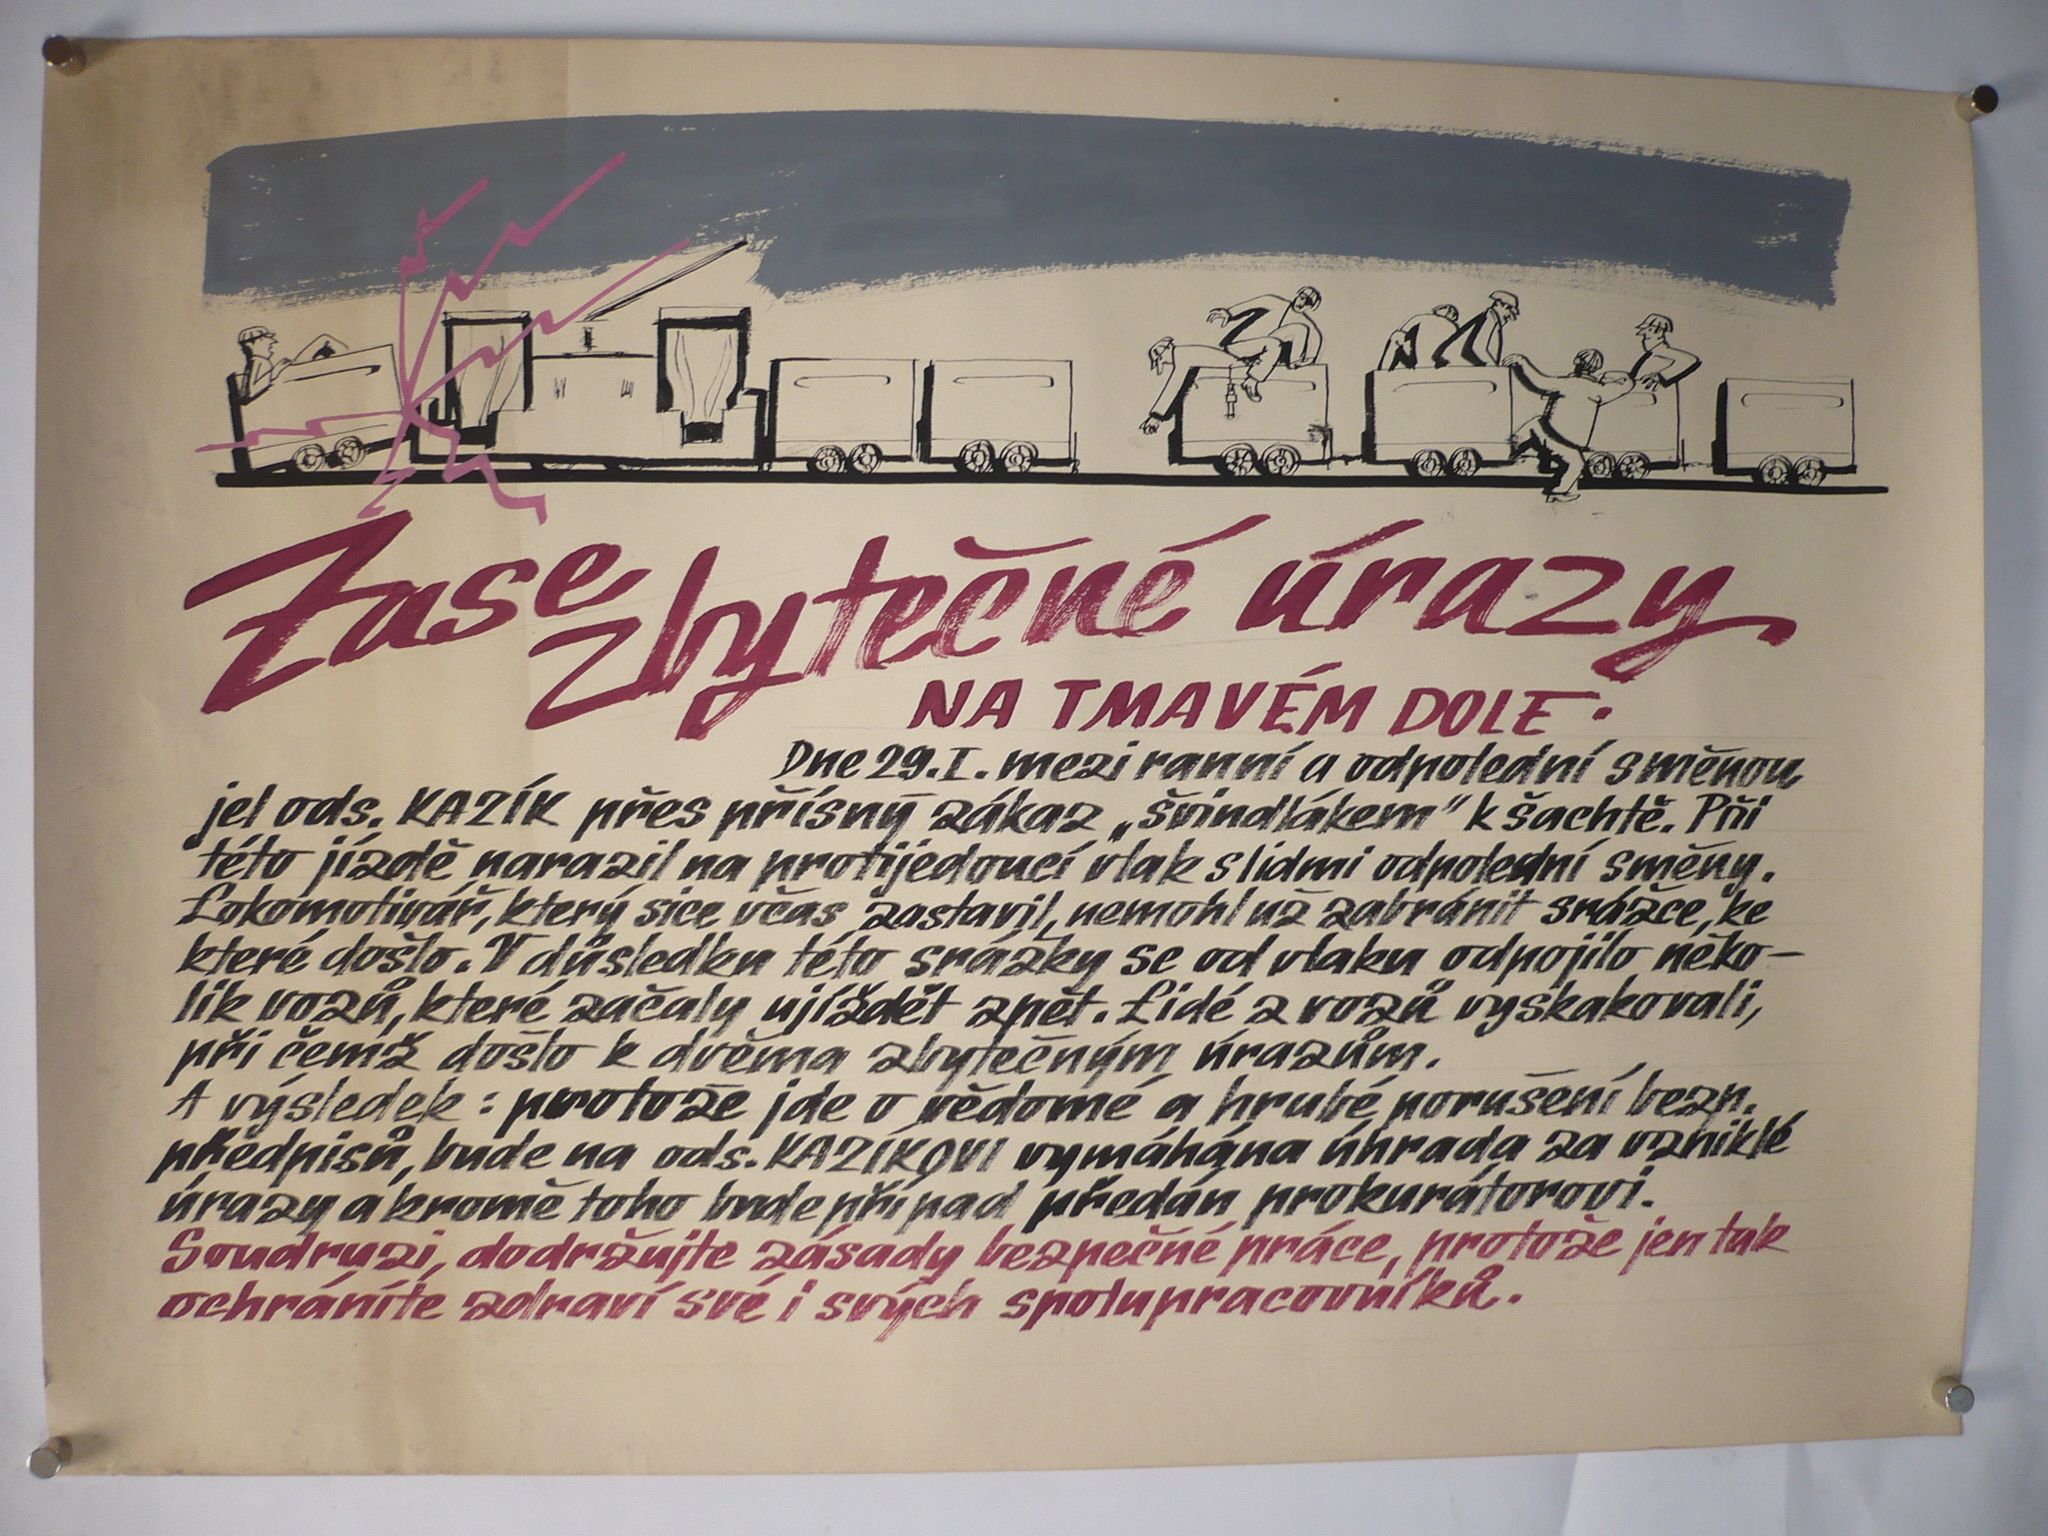 Zase
zbytečné úrazy
NA TMAVÉM DOLE.
Dne 29.I. mezi ranní a odpolední směnou
jel ods. KAZÍK přes přísný zákaz „švindlákem" k šachtě. Při
této jízdě narazil na protijedoucí vlak s lidmi odpolední směny.
Lokomotivář, který sice včas zastavil, nemohl už zabránit srážce, ke
které došlo. V důsledku této srážky se od vlaku odpojilo něko-
lik vozů, které začaly ujíždět zpět. Lidé z vozů vyskakovali,
při čemž došlo k dvěma zbytečným úrazům.
A výsledek: protože jde o vědomé a hrubé porušení bezp.
předpisů, bude na ods. KAZÍKOVI vymáhána úhrada za vzniklé
úrazy a kromě toho bude případ předán prokurátorovi.
Soudruzi, dodržujte zásady bezpečné práce, protože jen tak
ochráníte zdraví své i svých spolupracovníků.